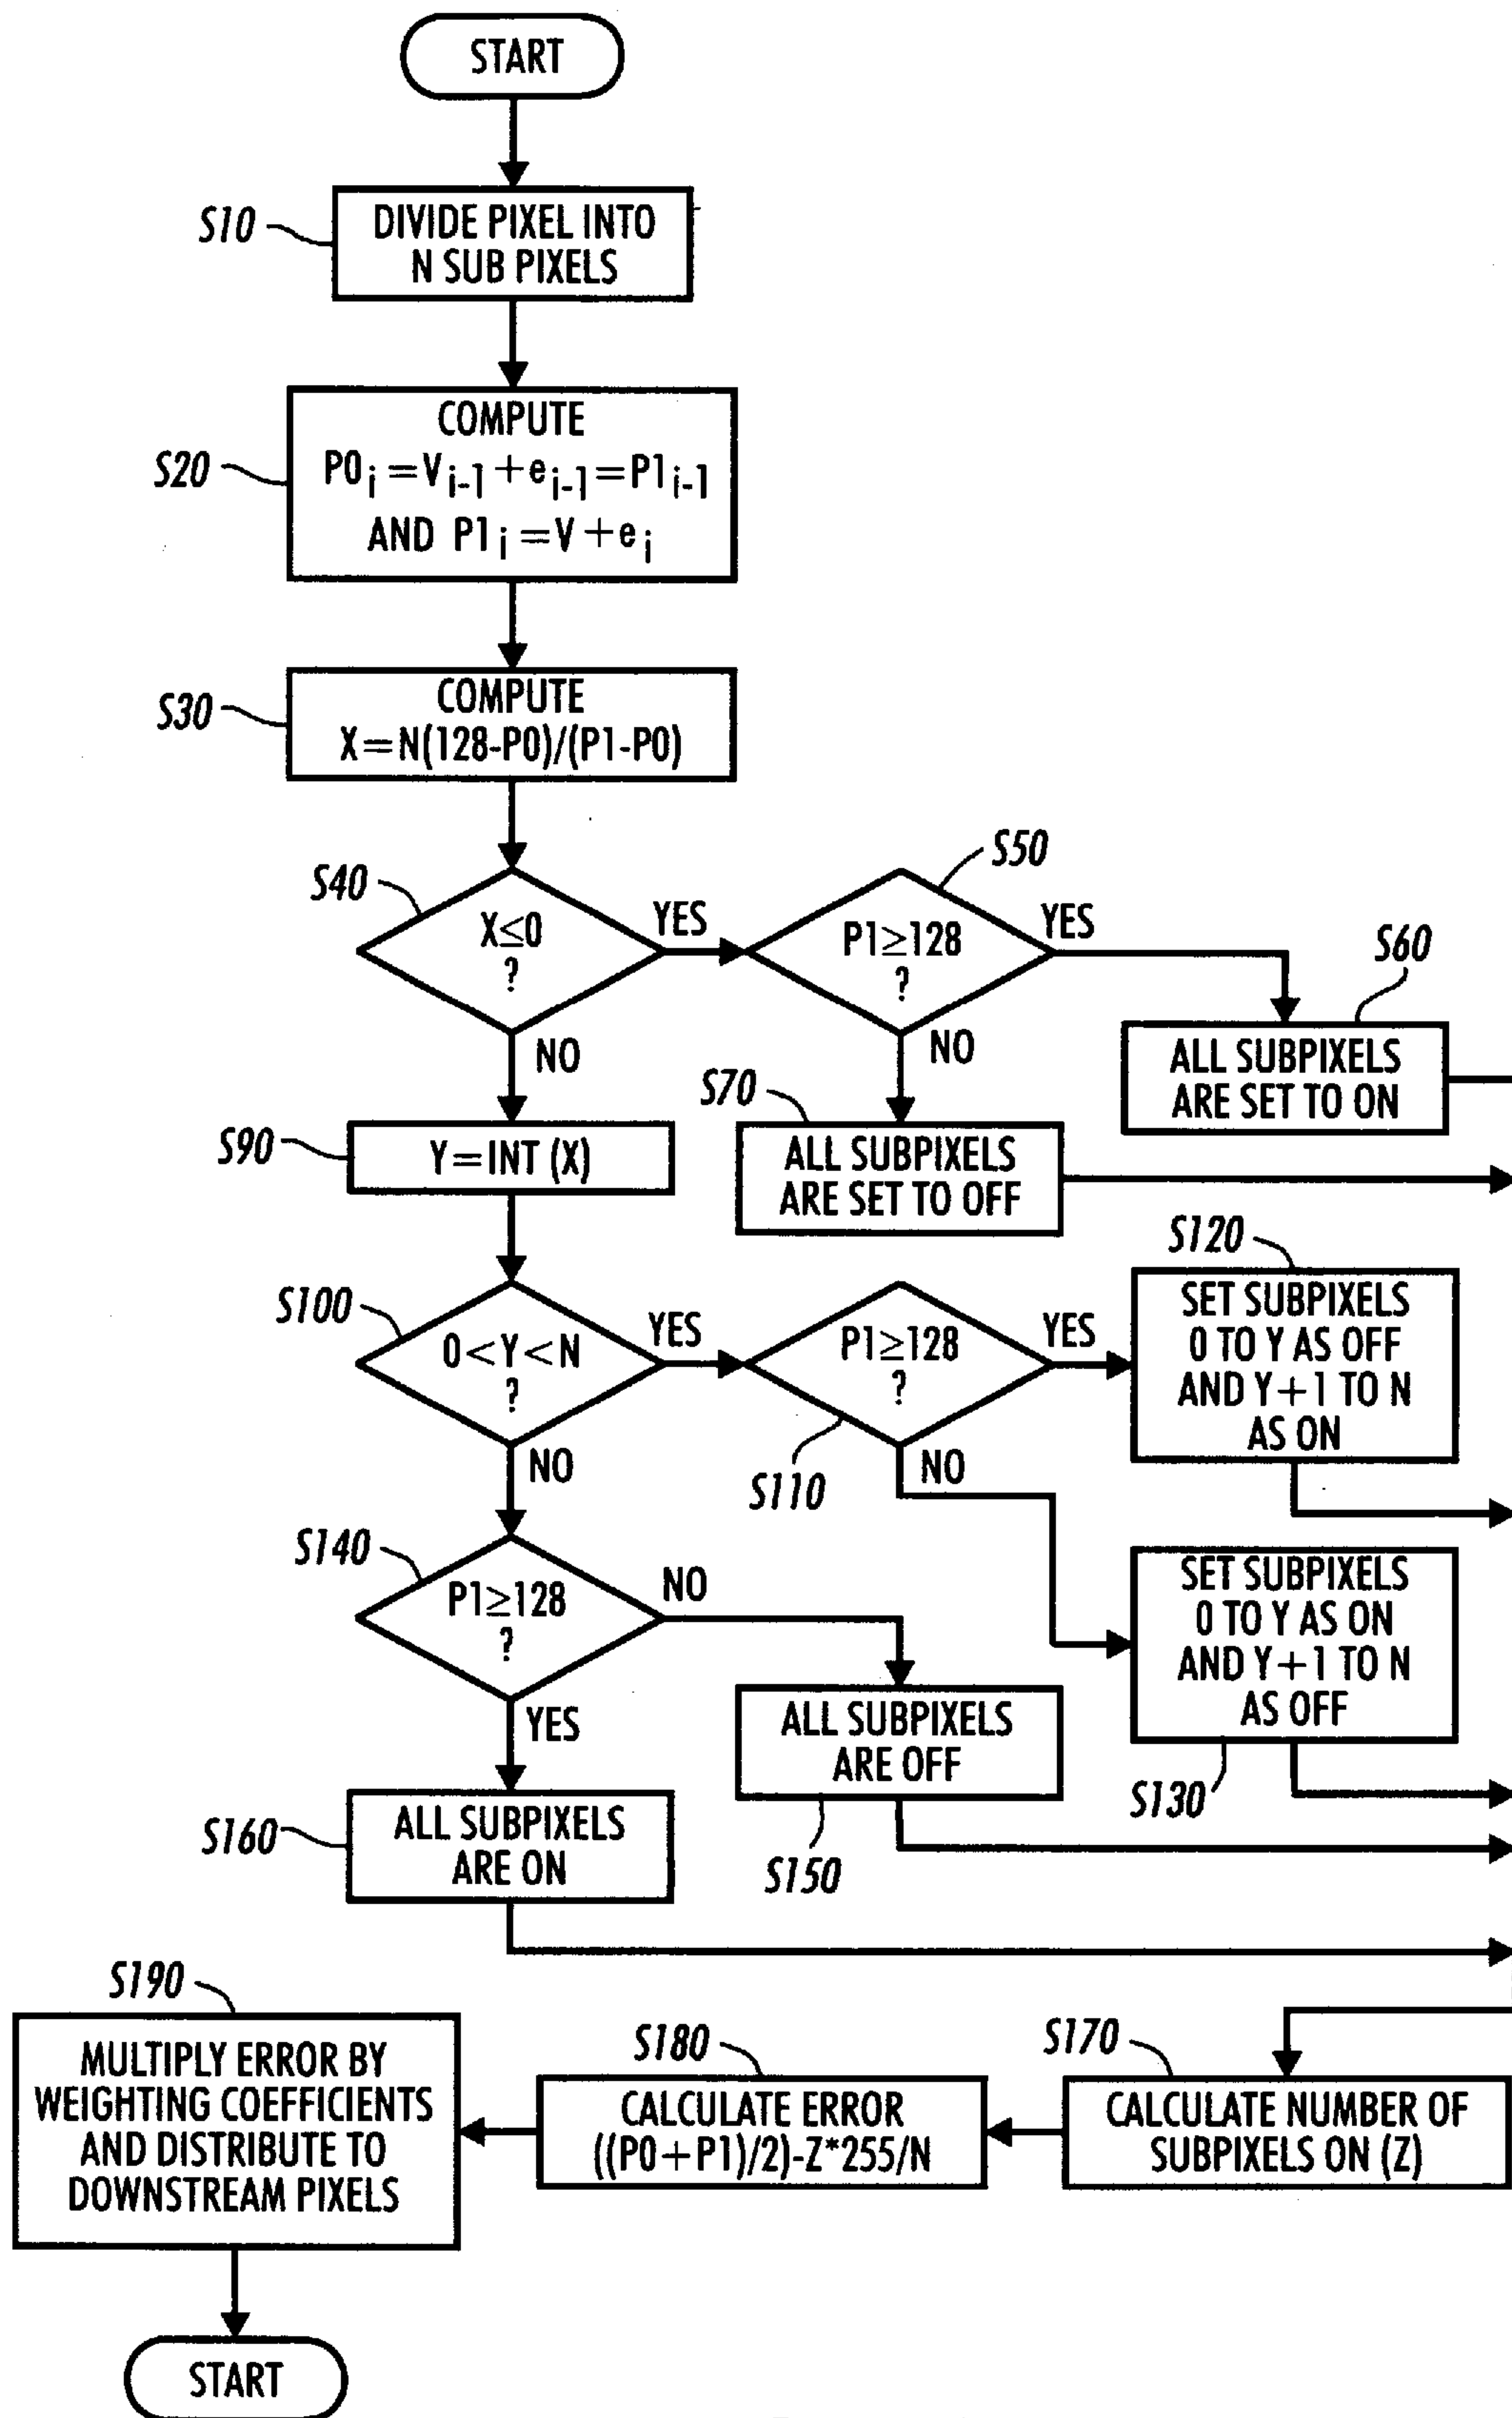 START
S10
DIVIDE PIXEL INTO
N SUB PIXELS
S20
COMPUTE
P0i=Vi-1+ei-1=P1i-1
AND P1i=V+ei
S30
COMPUTE
X=N(128-P0)/(P1-P0)
S40
X≤0
?
YES
NO
S50
P1≥128
?
YES
NO
S60
ALL SUBPIXELS
ARE SET TO ON
S70
ALL SUBPIXELS
ARE SET TO OFF
S90
Y=INT (X)
S100
0<Y<N
?
YES
NO
S110
P1≥128
?
YES
NO
S120
SET SUBPIXELS
0 TO Y AS OFF
AND Y+1 TO N
AS ON
S130
SET SUBPIXELS
0 TO Y AS ON
AND Y+1 TO N
AS OFF
S140
P1≥128
?
NO
YES
S150
ALL SUBPIXELS
ARE OFF
S160
ALL SUBPIXELS
ARE ON
S170
CALCULATE NUMBER OF
SUBPIXELS ON (Z)
S180
CALCULATE ERROR
((P0+P1)/2)-Z*255/N
S190
MULTIPLY ERROR BY
WEIGHTING COEFFICIENTS
AND DISTRIBUTE TO
DOWNSTREAM PIXELS
START